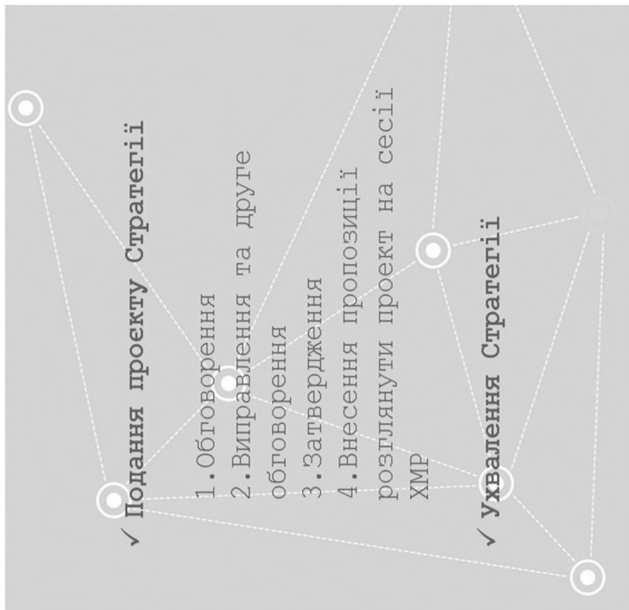 ✓ Подання проєкту Стратегії
1.Обговорення
2.Виправлення та друге
обговорення
3.Затвердження
4.Внесення пропозиції
розглянути проект на сесії
ХМР
✓ Ухвалення Стратегії